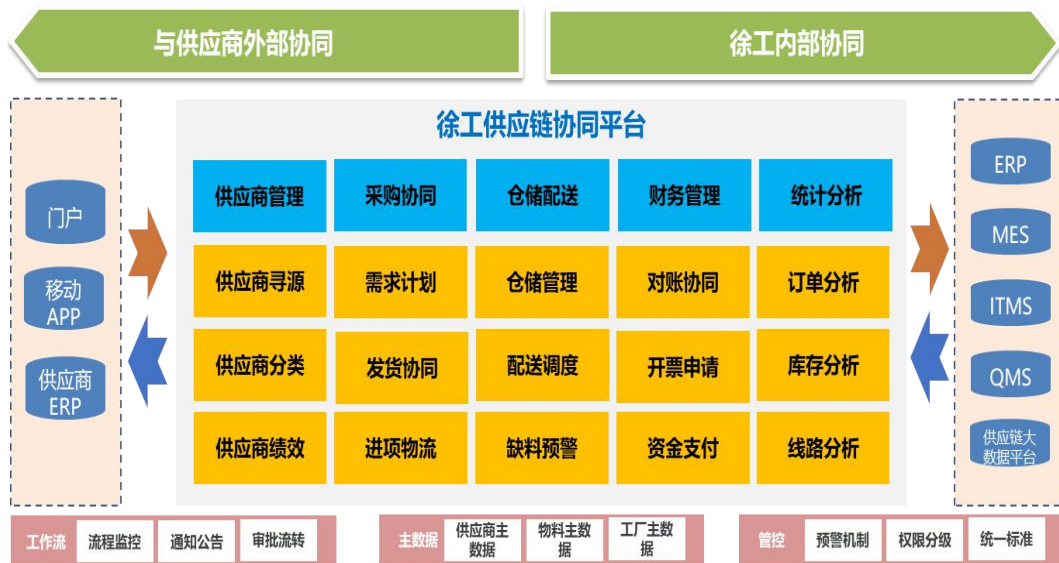 与供应商外部协同
徐工内部协同
徐工供应链协同平台
门户
移动
APP
供应商
ERP
供应商管理
采购协同
仓储配送
财务管理
统计分析
供应商寻源
需求计划
仓储管理
对账协同
订单分析
供应商分类
发货协同
配送调度
开票申请
库存分析
供应商绩效
进项物流
缺料预警
资金支付
线路分析
ERP
MES
ITMS
QMS
供应链大
数据平台
工作流
流程监控
通知公告
审批流转
主数据
供应商主
数据
物料主数
据
工厂主数
据
管控
预警机制
权限分级
统一标准